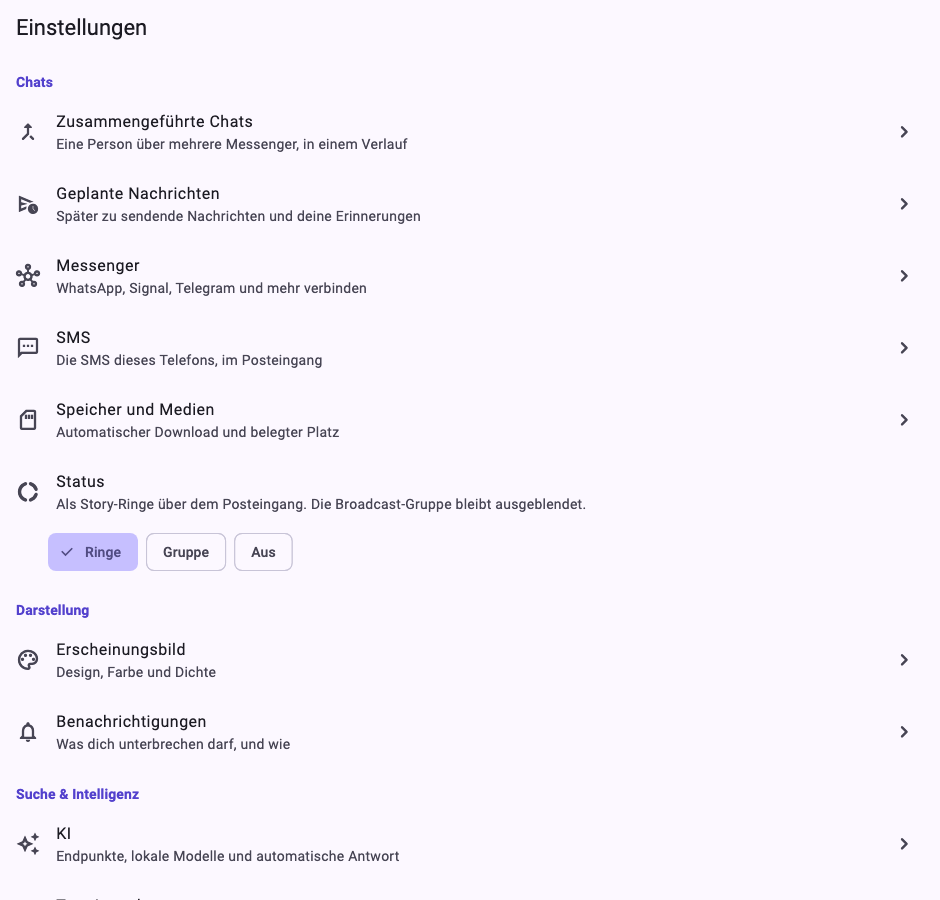 Einstellungen
Chats
Zusammengeführte Chats
Eine Person über mehrere Messenger, in einem Verlauf
Geplante Nachrichten
Später zu sendende Nachrichten und deine Erinnerungen
Messenger
WhatsApp, Signal, Telegram und mehr verbinden
SMS
Die SMS dieses Telefons, im Posteingang
Speicher und Medien
Automatischer Download und belegter Platz
Status
Als Story-Ringe über dem Posteingang. Die Broadcast-Gruppe bleibt ausgeblendet.
Ringe Gruppe Aus
Darstellung
Erscheinungsbild
Design, Farbe und Dichte
Benachrichtigungen
Was dich unterbrechen darf, und wie
Suche & Intelligenz
KI
Endpunkte, lokale Modelle und automatische Antwort